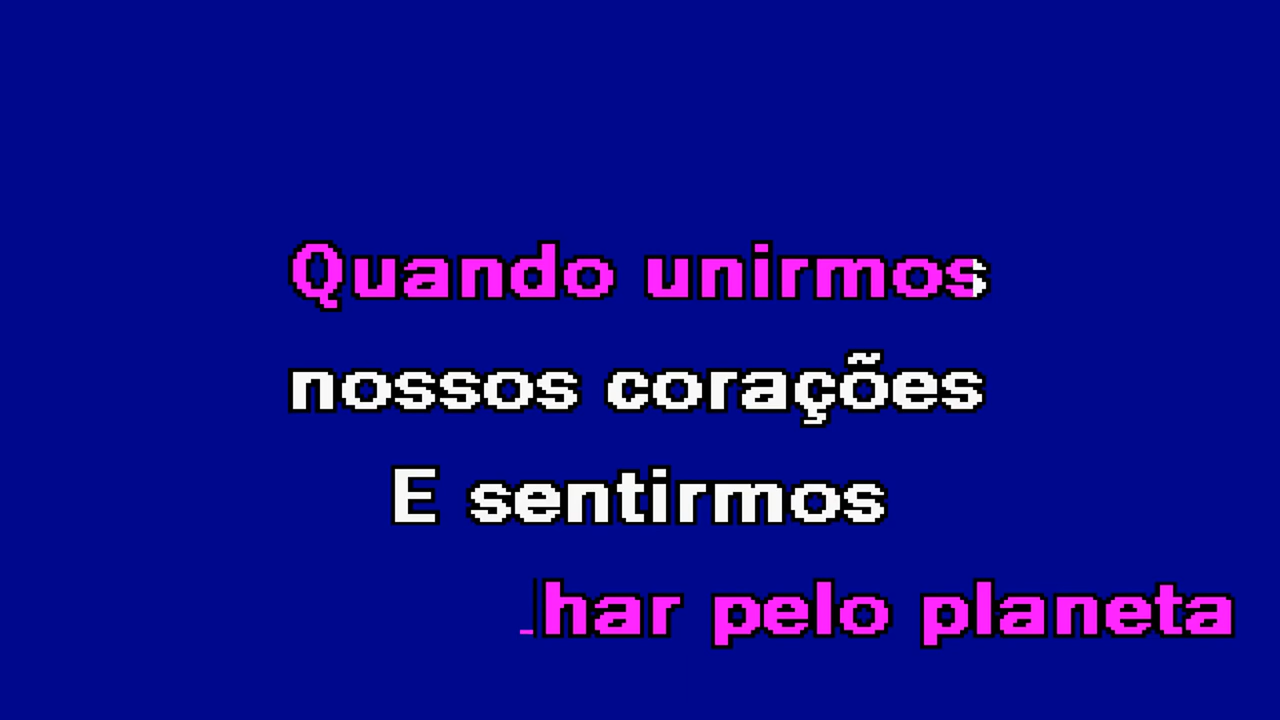 Quando unirmos
nossos corações
E sentirmos
har pelo planeta